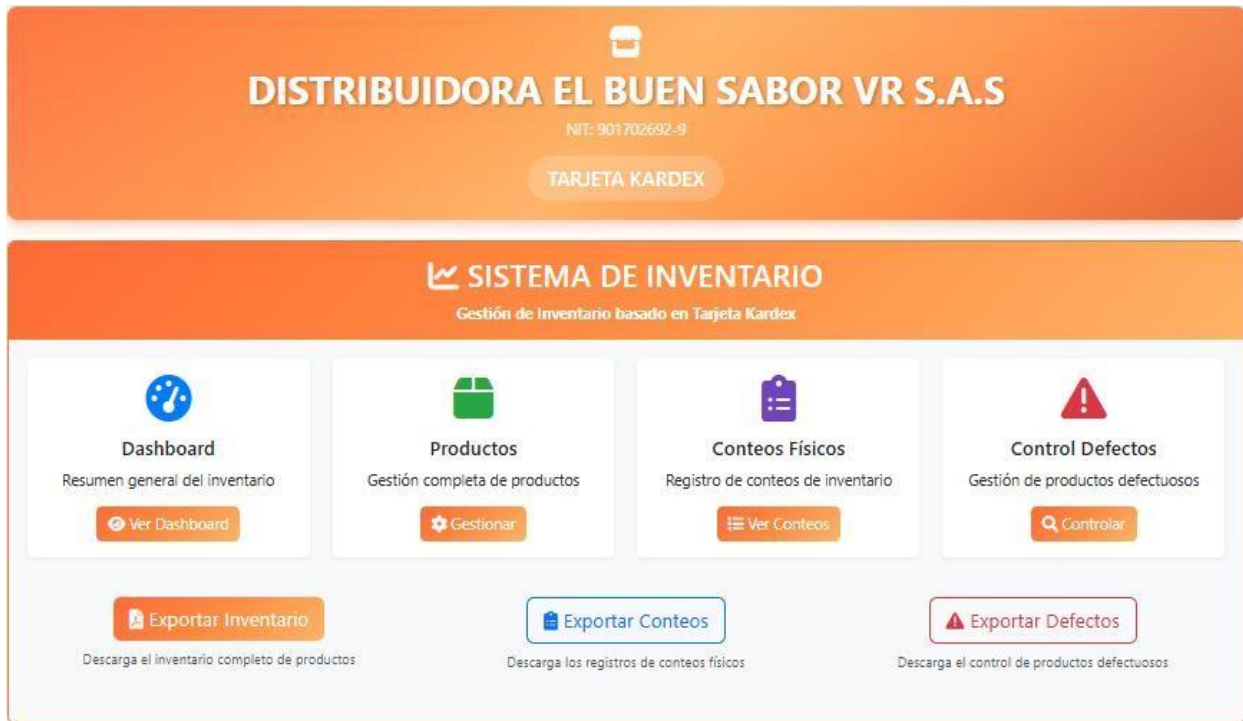 DISTRIBUIDORA EL BUEN SABOR VR S.A.S
NIT: 901702692-9
TARJETA KARDEX
SISTEMA DE INVENTARIO
Gestión de Inventario basado en Tarjeta Kardex
Dashboard
Resumen general del inventario
Ver Dashboard
Productos
Gestión completa de productos
Gestionar
Conteos Físicos
Registro de conteos de inventario
Ver Conteos
Control Defectos
Gestión de productos defectuosos
Controlar
Exportar Inventario
Descarga el inventario completo de productos
Exportar Conteos
Descarga los registros de conteos físicos
Exportar Defectos
Descarga el control de productos defectuosos